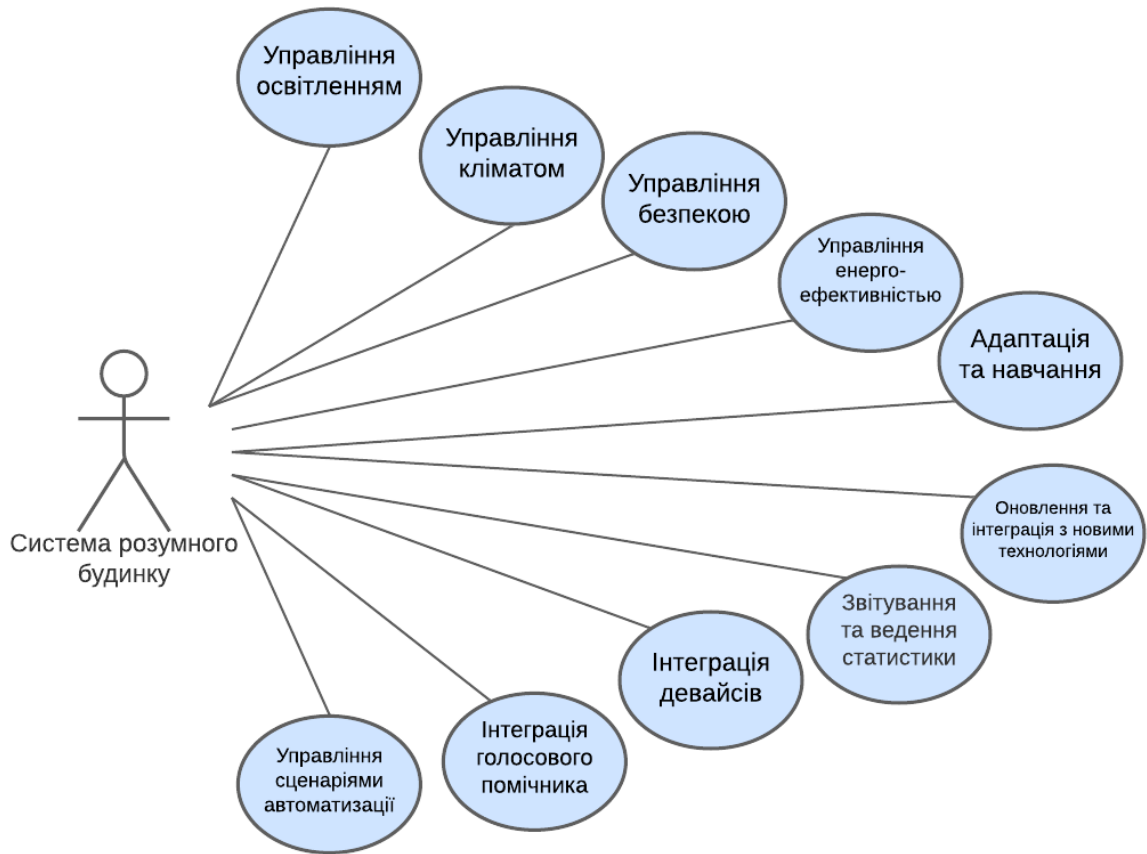 Управління
освітленням
Управління
кліматом
Управління
безпекою
Управління
енерго-
ефективністю
Адаптація
та навчання
Система розумного
будинку
Оновлення та
інтеграція з новими
технологіями
Звітування
та ведення
статистики
Інтеграція
девайсів
Інтеграція
голосового
помічника
Управління
сценаріями
автоматизації